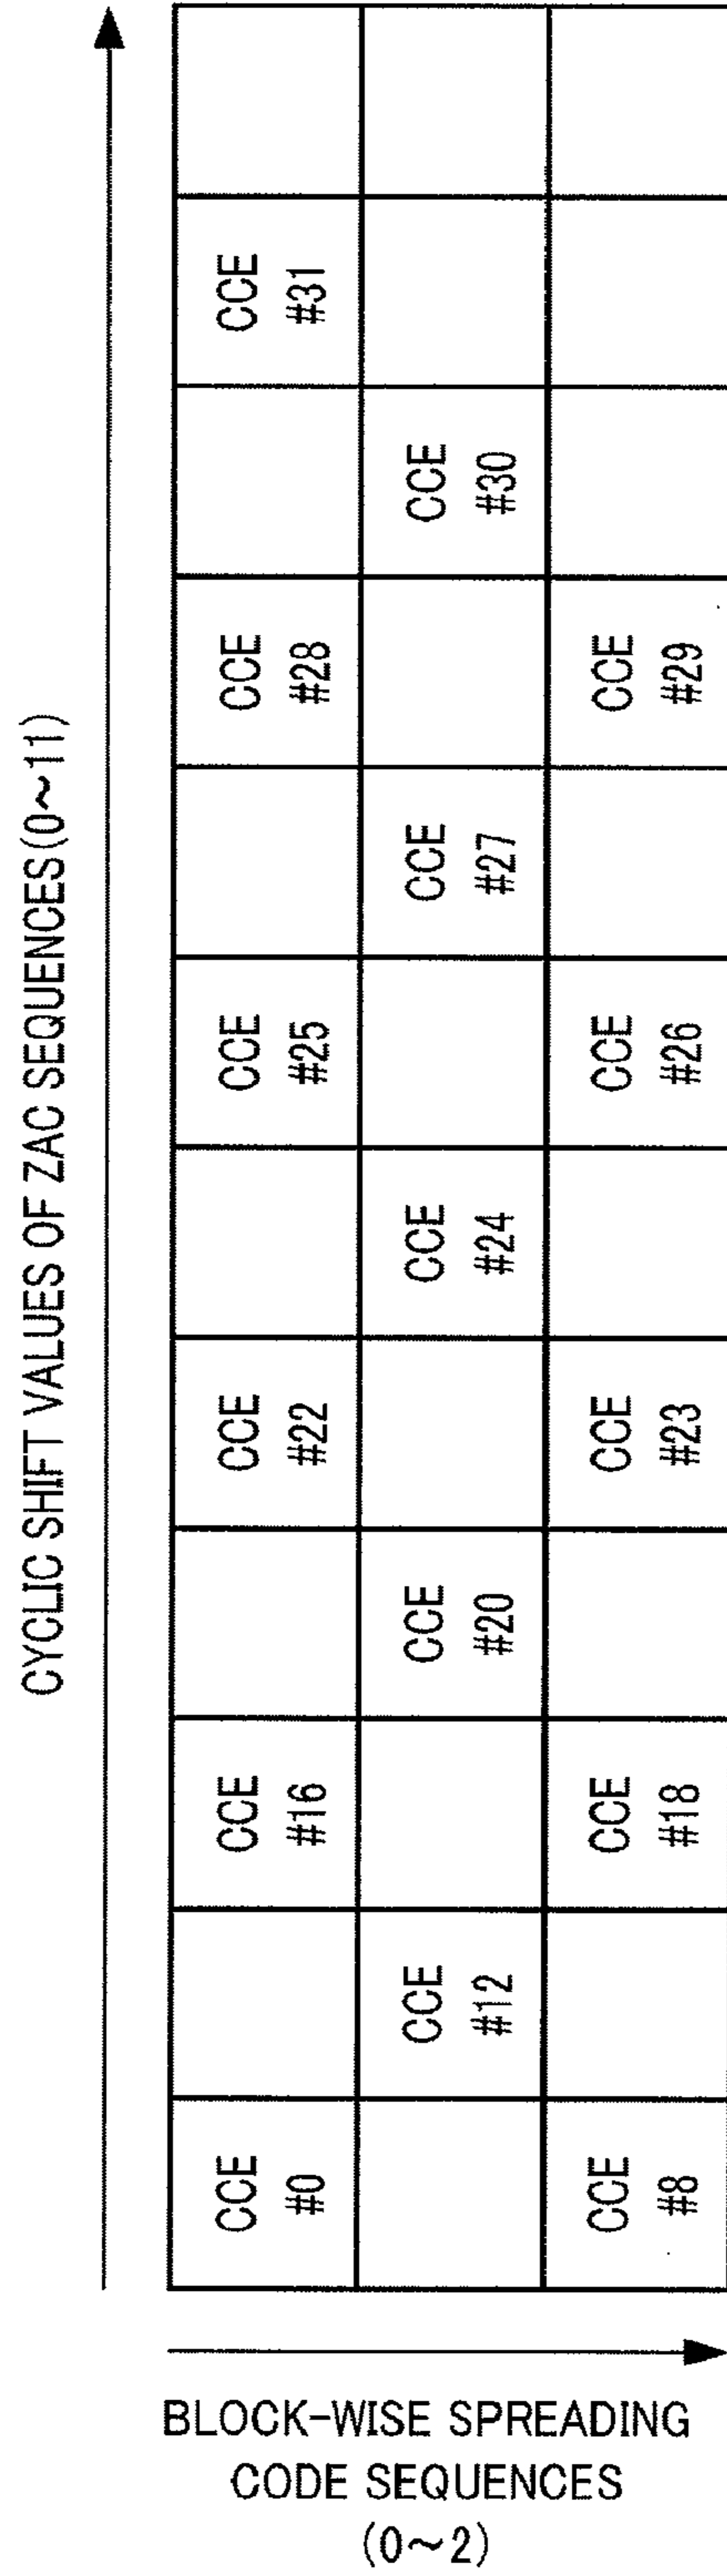 CYCLIC SHIFT VALUES OF ZAC SEQUENCES(0~11)
CCE
#0
CCE
#16
CCE
#22
CCE
#25
CCE
#28
CCE
#31
CCE
#12
CCE
#20
CCE
#24
CCE
#27
CCE
#30
CCE
#8
CCE
#18
CCE
#23
CCE
#26
CCE
#29
BLOCK-WISE SPREADING
CODE SEQUENCES
(0~2)